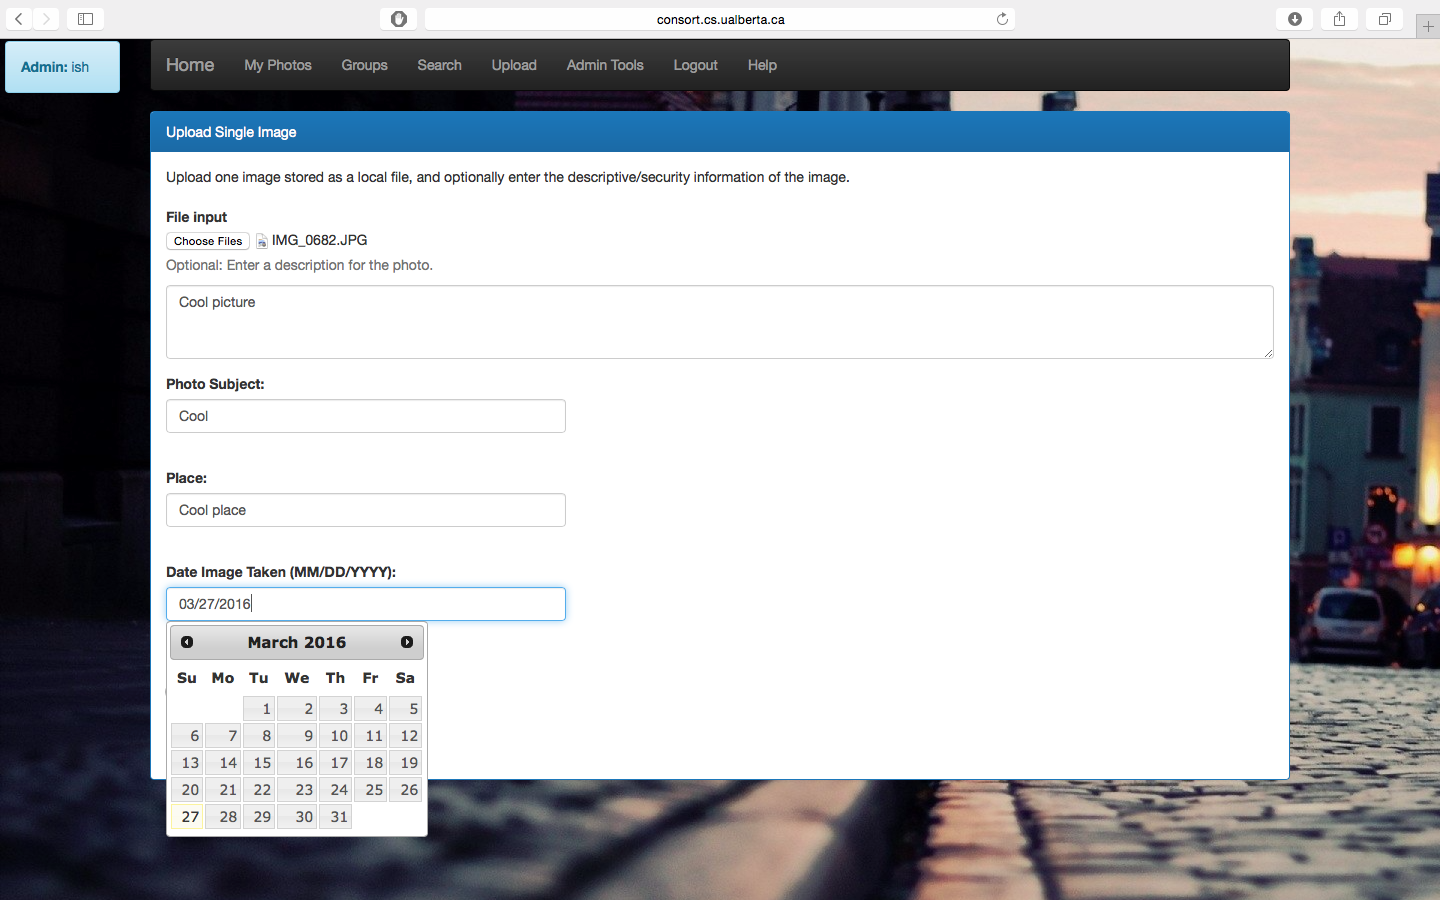 consort.cs.ualberta.ca
Admin: ish
Home My Photos Groups Search Upload Admin Tools Logout Help
Upload Single Image
Upload one image stored as a local file, and optionally enter the descriptive/security information of the image.
File input
Choose Files IMG_0682.JPG
Optional: Enter a description for the photo.
Cool picture
Photo Subject:
Cool
Place:
Cool place
Date Image Taken (MM/DD/YYYY):
03/27/2016
March 2016
Su Mo Tu We Th Fr Sa
1 2 3 4 5
6 7 8 9 10 11 12
13 14 15 16 17 18 19
20 21 22 23 24 25 26
27 28 29 30 31